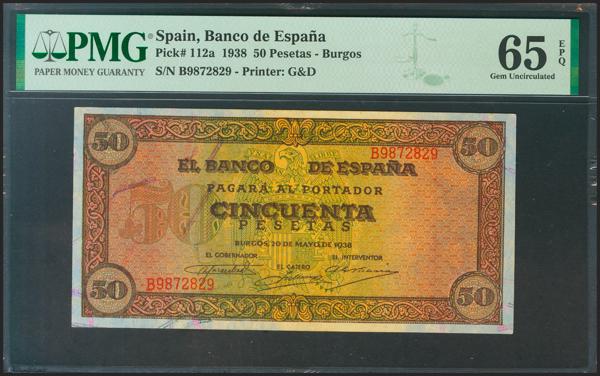 PMG
PAPER MONEY GUARANTY
Spain, Banco de España
Pick# 112a 1938 50 Pesetas - Burgos
S/N B9872829 - Printer: G&D
65 EPQ
Gem Uncirculated
50
50
B9872829
EL BANCO DE ESPAÑA
PAGARÁ AL PORTADOR
50
CINCUENTA
PESETAS
BURGOS, 20 DE MAYO DE 1938
EL GOBERNADOR
EL INTERVENTOR
EL CAJERO
B9872829
50
50